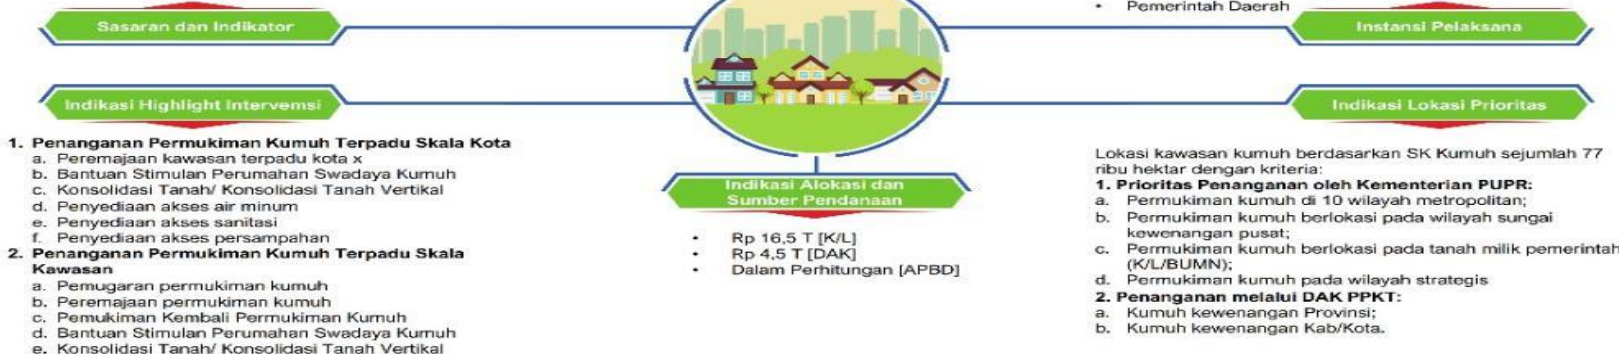 Sasaran dan Indikator
• Pemerintah Daerah
Instansi Pelaksana
Indikasi Highlight Intervemsi
1. Penanganan Permukiman Kumuh Terpadu Skala Kota
a. Peremajaan kawasan terpadu kota x
b. Bantuan Stimulan Perumahan Swadaya Kumuh
c. Konsolidasi Tanah/ Konsolidasi Tanah Vertikal
d. Penyediaan akses air minum
e. Penyediaan akses sanitasi
f. Penyediaan akses persampahan
2. Penanganan Permukiman Kumuh Terpadu Skala
Kawasan
a. Pemugaran permukiman kumuh
b. Peremajaan permukiman kumuh
c. Pemukiman Kembali Permukiman Kumuh
d. Bantuan Stimulan Perumahan Swadaya Kumuh
e. Konsolidasi Tanah/ Konsolidasi Tanah Vertikal
Indikasi Alokasi dan
Sumber Pendanaan
• Rp 16,5 T [K/L]
• Rp 4,5 T [DAK]
• Dalam Perhitungan [APBD]
Indikasi Lokasi Prioritas
Lokasi kawasan kumuh berdasarkan SK Kumuh sejumlah 77
ribu hektar dengan kriteria:
1. Prioritas Penanganan oleh Kementerian PUPR:
a. Permukiman kumuh di 10 wilayah metropolitan;
b. Permukiman kumuh berlokasi pada wilayah sungai
kewenangan pusat;
c. Permukiman kumuh berlokasi pada tanah milik pemerintah
(K/L/BUMN);
d. Permukiman kumuh pada wilayah strategis
2. Penanganan melalui DAK PPKT:
a. Kumuh kewenangan Provinsi;
b. Kumuh kewenangan Kab/Kota.